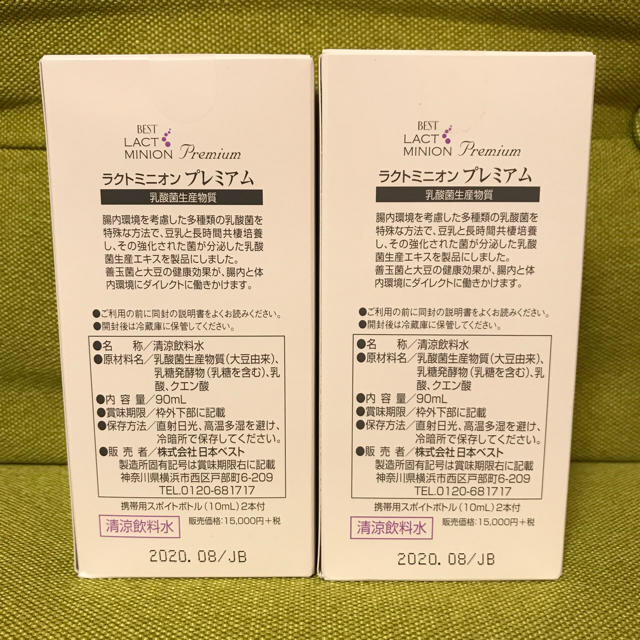 BEST
LACT
MINION Premium
ラクトミニオン プレミアム
乳酸菌生産物質
腸内環境を考慮した多種類の乳酸菌を
特殊な方法で、豆乳と長時間共棲培養
し、その強化された菌が分泌した乳酸
菌生産エキスを製品にしました。
善玉菌と大豆の健康効果が、腸内と体
内環境にダイレクトに働きかけます。
●ご利用の前に同封の説明書をよくお読みください。
●開封後は冷蔵庫に保管してください。
●名 称/清涼飲料水
●原材料名/乳酸菌生産物質(大豆由来)、
乳糖発酵物(乳糖を含む)、乳
酸、クエン酸
●内 容 量/90mL
●賞味期限/枠外下部に記載
●保存方法/直射日光、高温多湿を避け、
冷暗所で保存してください。
●販 売 者/株式会社日本ベスト
製造所固有記号は賞味期限右に記載
神奈川県横浜市西区戸部町6-209
TEL.0120-681717
携帯用スポイトボトル(10mL)2本付
清涼飲料水
販売価格:15,000円+税
2020.08/JB
BEST
LACT
MINION Premium
ラクトミニオン プレミアム
乳酸菌生産物質
腸内環境を考慮した多種類の乳酸菌を
特殊な方法で、豆乳と長時間共棲培養
し、その強化された菌が分泌した乳酸
菌生産エキスを製品にしました。
善玉菌と大豆の健康効果が、腸内と体
内環境にダイレクトに働きかけます。
●ご利用の前に同封の説明書をよくお読みください。
●開封後は冷蔵庫に保管してください。
●名 称/清涼飲料水
●原材料名/乳酸菌生産物質(大豆由来)、
乳糖発酵物(乳糖を含む)、乳
酸、クエン酸
●内 容 量/90mL
●賞味期限/枠外下部に記載
●保存方法/直射日光、高温多湿を避け、
冷暗所で保存してください。
●販 売 者/株式会社日本ベスト
製造所固有記号は賞味期限右に記載
神奈川県横浜市西区戸部町6-209
TEL.0120-681717
携帯用スポイトボトル(10mL)2本付
清涼飲料水
販売価格:15,000円+税
2020.08/JB